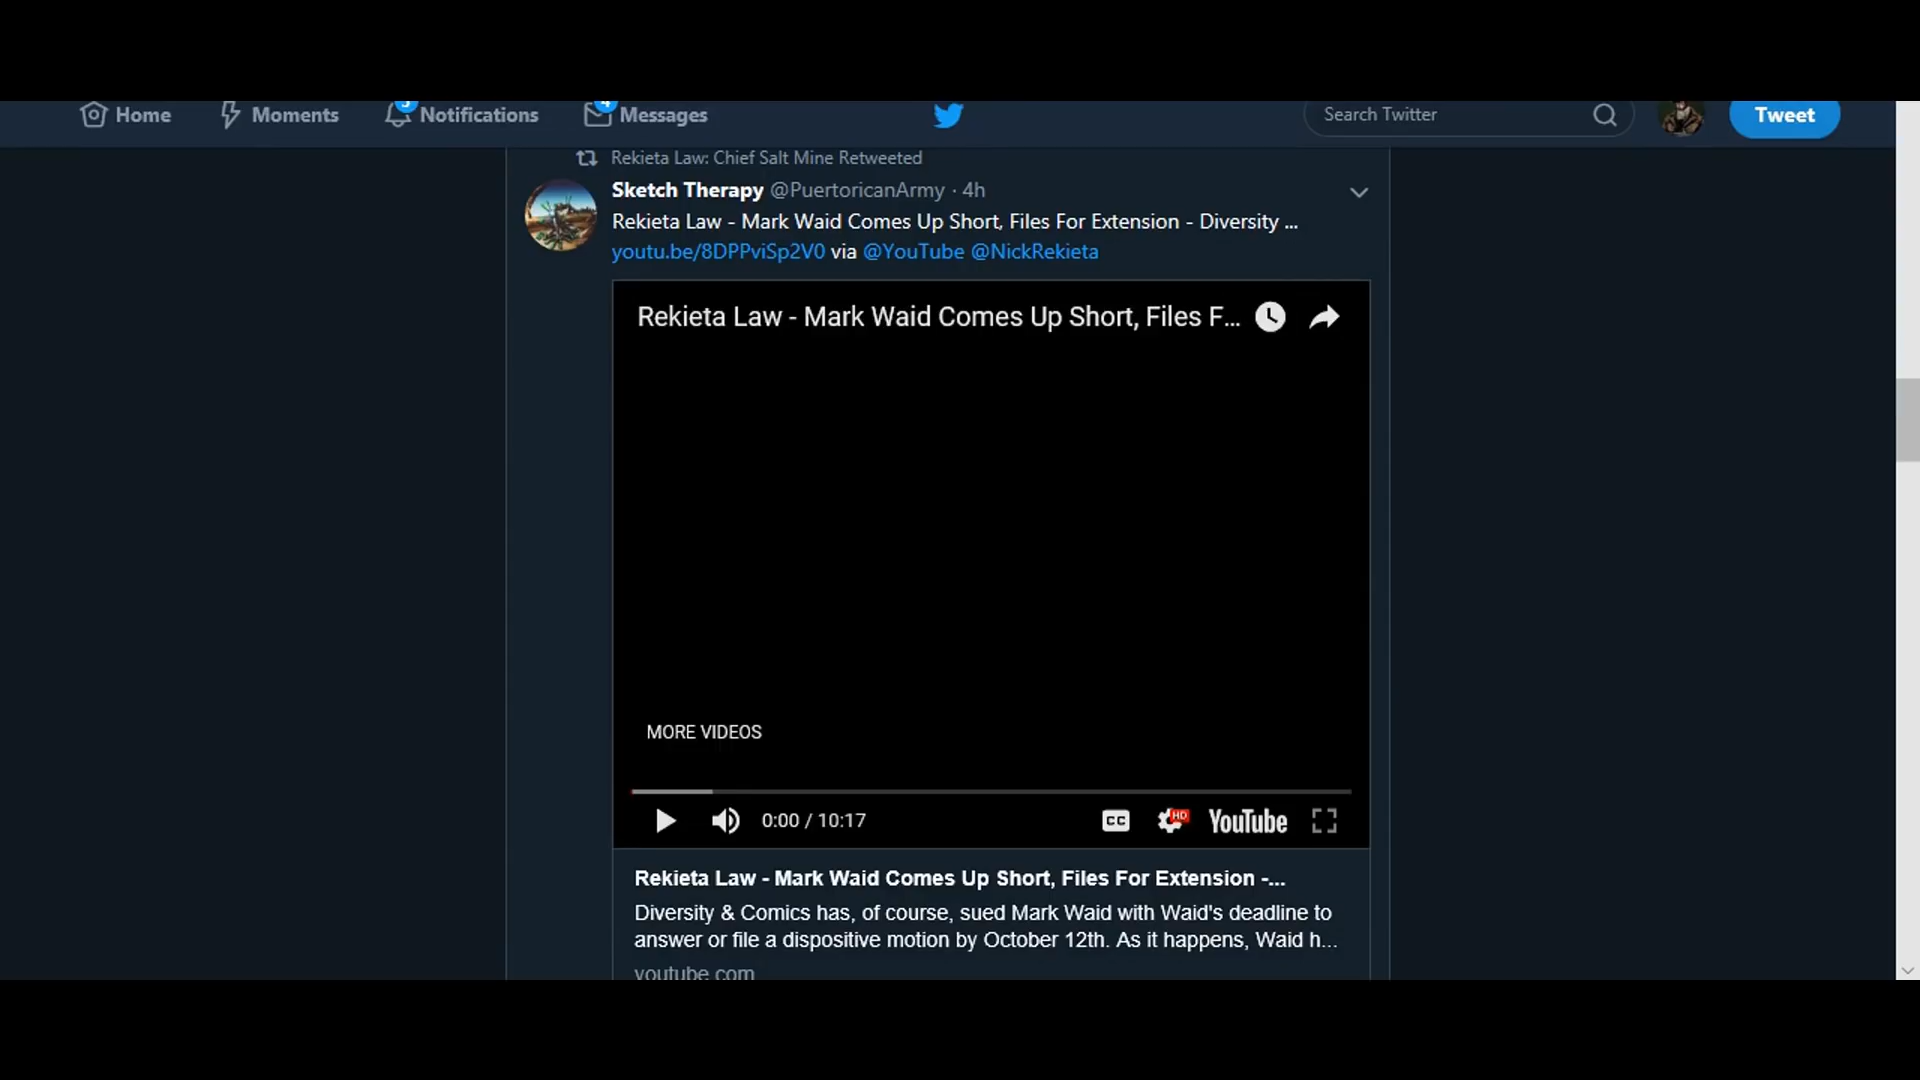 Home Moments Notifications 4 Messages Search Twitter Tweet
Rekieta Law: Chief Salt Mine Retweeted
Sketch Therapy @PuertoricanArmy · 4h
Rekieta Law - Mark Waid Comes Up Short, Files For Extension - Diversity ...
youtu.be/8DPPviSp2V0 via @YouTube @NickRekieta
Rekieta Law - Mark Waid Comes Up Short, Files F...
MORE VIDEOS
0:00 / 10:17 CC HD YouTube
Rekieta Law - Mark Waid Comes Up Short, Files For Extension -...
Diversity & Comics has, of course, sued Mark Waid with Waid's deadline to
answer or file a dispositive motion by October 12th. As it happens, Waid h...
youtube.com